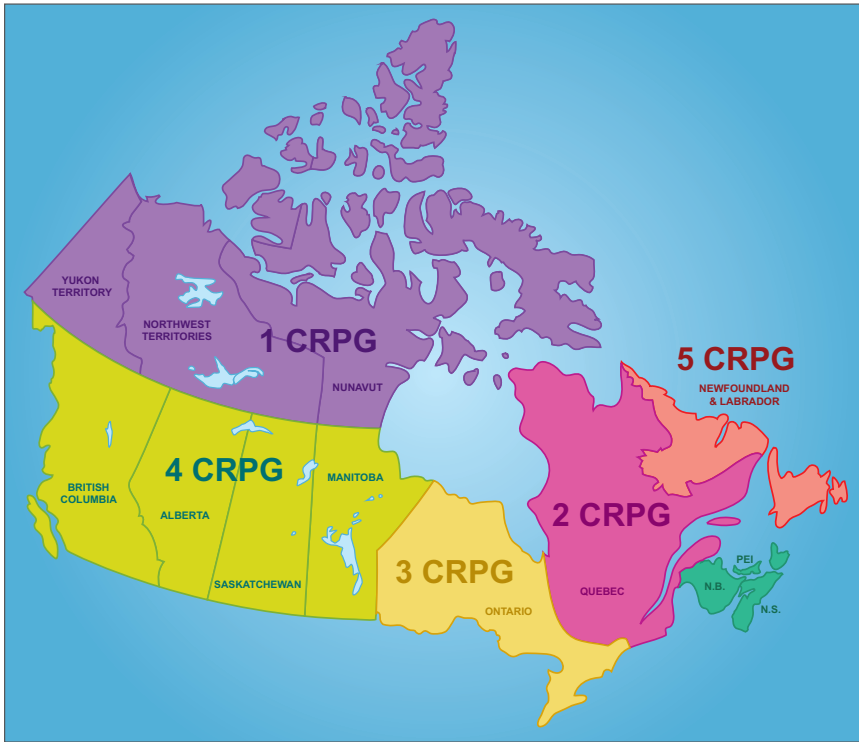 YUKON
TERRITORY
NORTHWEST
TERRITORIES
1 CRPG
NUNAVUT
5 CRPG
NEWFOUNDLAND
& LABRADOR
4 CRPG
BRITISH
COLUMBIA
ALBERTA
MANITOBA
SASKATCHEWAN
3 CRPG
ONTARIO
2 CRPG
QUEBEC
PEI
N.B.
N.S.